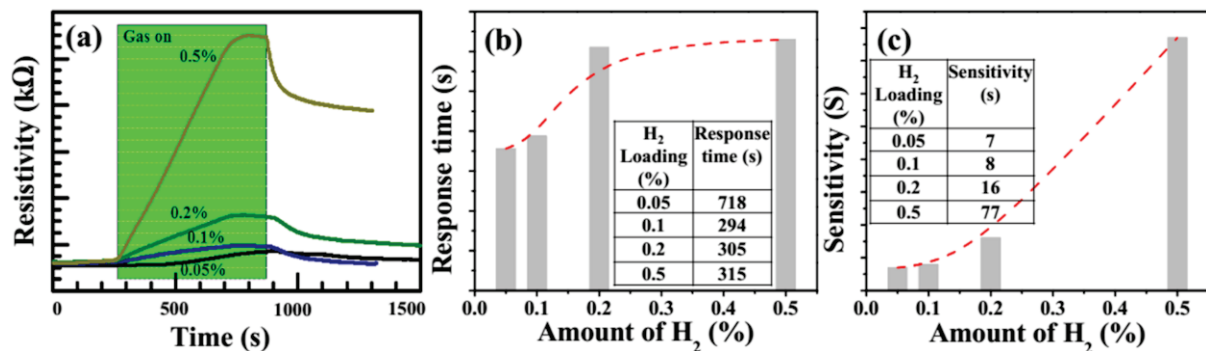 (a)
Gas on
0.5%
0.2%
0.1%
0.05%
Resistivity (kΩ)
0 500 1000 1500
Time (s)
(b)
Response time (s)
H2 Loading (%) Response time (s)
0.05 718
0.1 294
0.2 305
0.5 315
0.0 0.1 0.2 0.3 0.4 0.5
Amount of H2 (%)
(c)
Sensitivity (S)
H2 Loading (%) Sensitivity (s)
0.05 7
0.1 8
0.2 16
0.5 77
0.0 0.1 0.2 0.3 0.4 0.5
Amount of H2 (%)